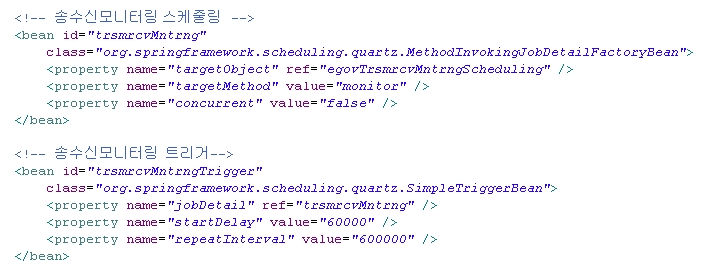 <!-- 송수신모니터링 스케줄링 -->
<bean id="trsmrcvMntrng"
class="org.springframework.scheduling.quartz.MethodInvokingJobDetailFactoryBean">
<property name="targetObject" ref="egovTrsmrcvMntrngScheduling" />
<property name="targetMethod" value="monitor" />
<property name="concurrent" value="false" />
</bean>
<!-- 송수신모니터링 트리거-->
<bean id="trsmrcvMntrngTrigger"
class="org.springframework.scheduling.quartz.SimpleTriggerBean">
<property name="jobDetail" ref="trsmrcvMntrng" />
<property name="startDelay" value="60000" />
<property name="repeatInterval" value="600000" />
</bean>